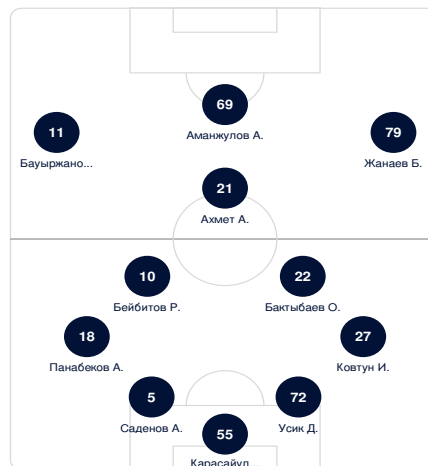 69
Аманжулов А.
11
Бауыржано...
79
Жанаев Б.
21
Ахмет А.
10
Бейбитов Р.
22
Бактыбаев О.
18
Панабеков А.
27
Ковтун И.
5
Саденов А.
72
Усик Д.
55
Карасайул...